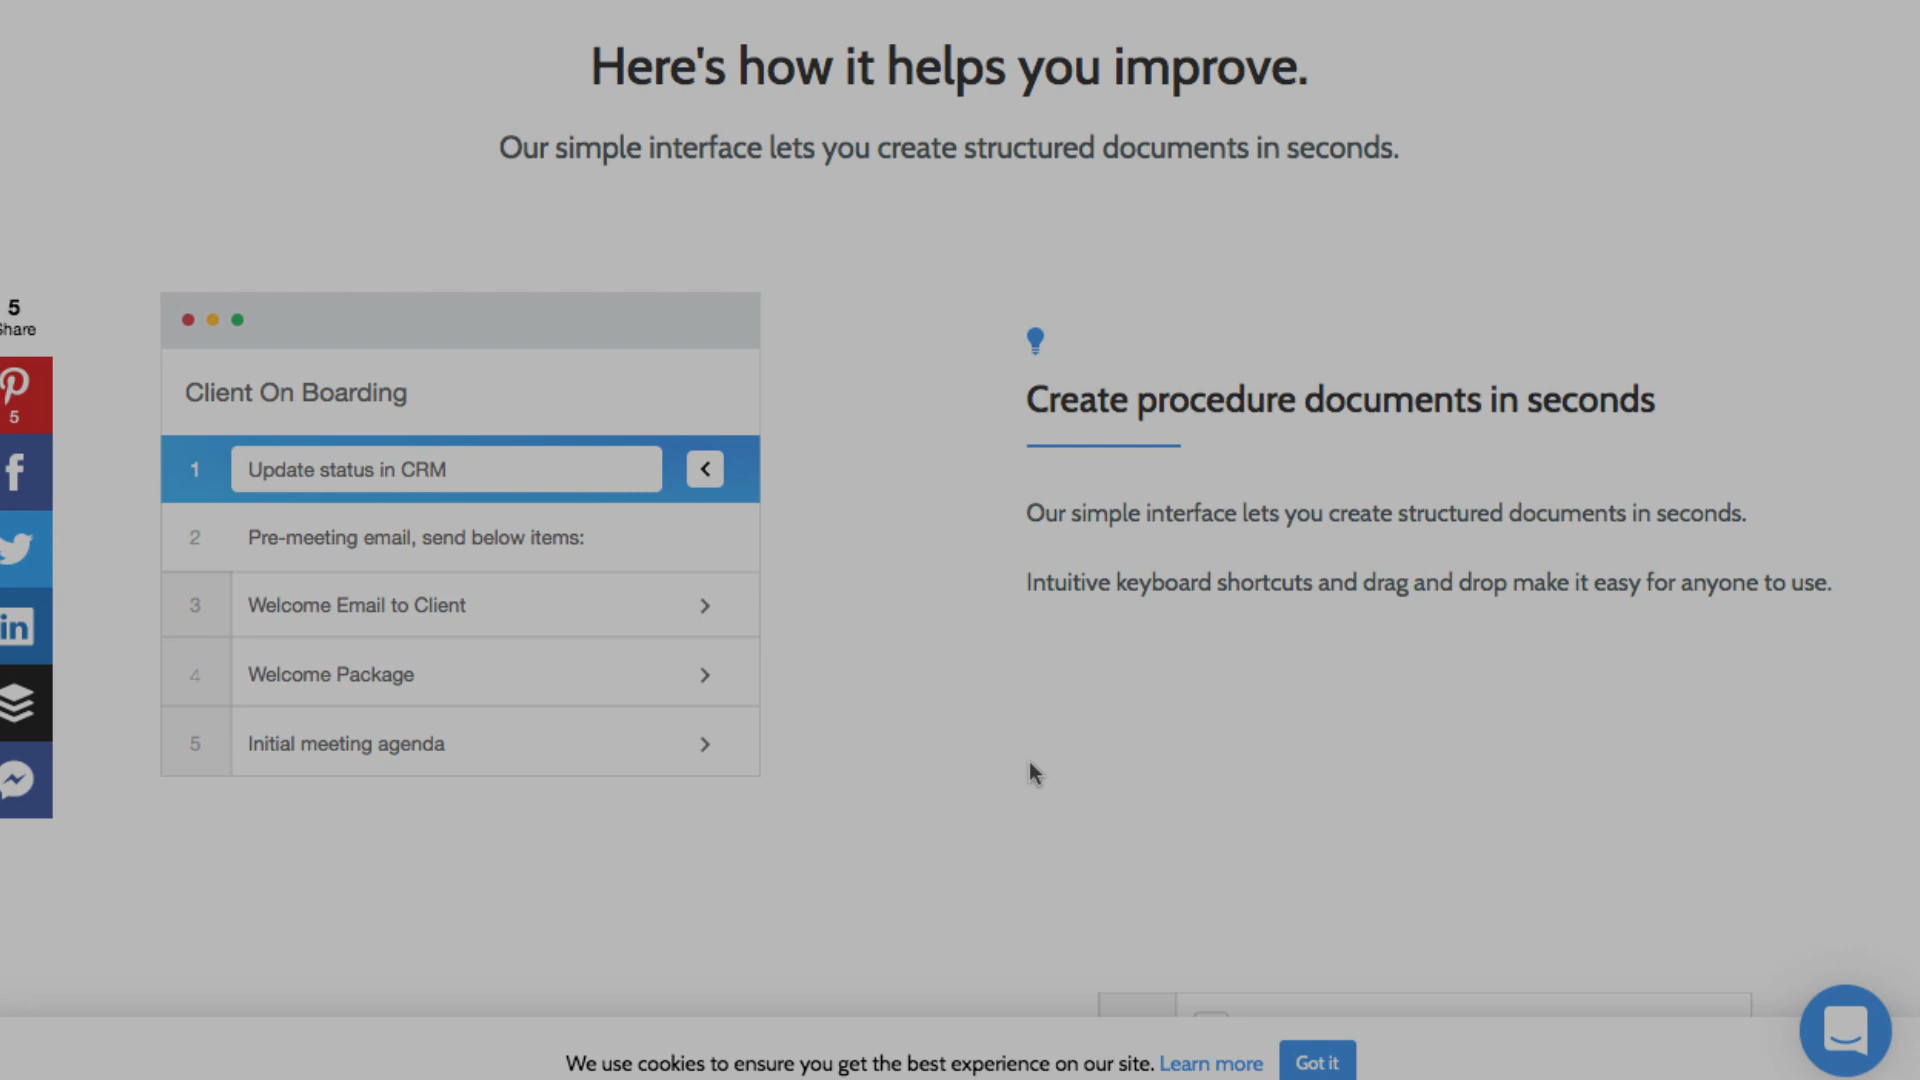 Here's how it helps you improve.
Our simple interface lets you create structured documents in seconds.
5
Share
5
Client On Boarding
1 Update status in CRM
2 Pre-meeting email, send below items:
3 Welcome Email to Client
4 Welcome Package
5 Initial meeting agenda
Create procedure documents in seconds
Our simple interface lets you create structured documents in seconds.
Intuitive keyboard shortcuts and drag and drop make it easy for anyone to use.
We use cookies to ensure you get the best experience on our site. Learn more Got it